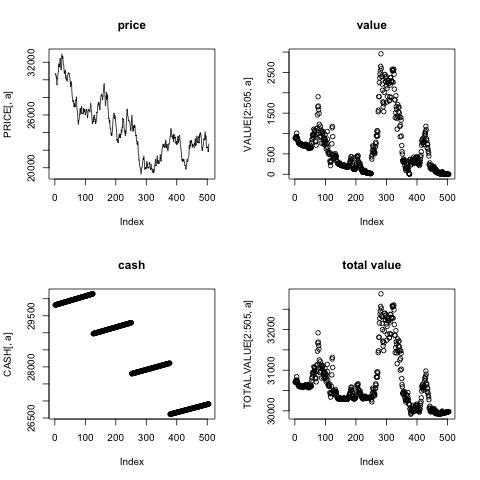 price
PRICE[, a]
20000 26000 32000
0 100 200 300 400 500
Index
value
VALUE[2:505, a]
0 500 1500 2500
0 100 200 300 400 500
Index
cash
CASH[, a]
26500 28000 29500
0 100 200 300 400 500
Index
total value
TOTAL.VALUE[2:505, a]
30000 31000 32000
0 100 200 300 400 500
Index